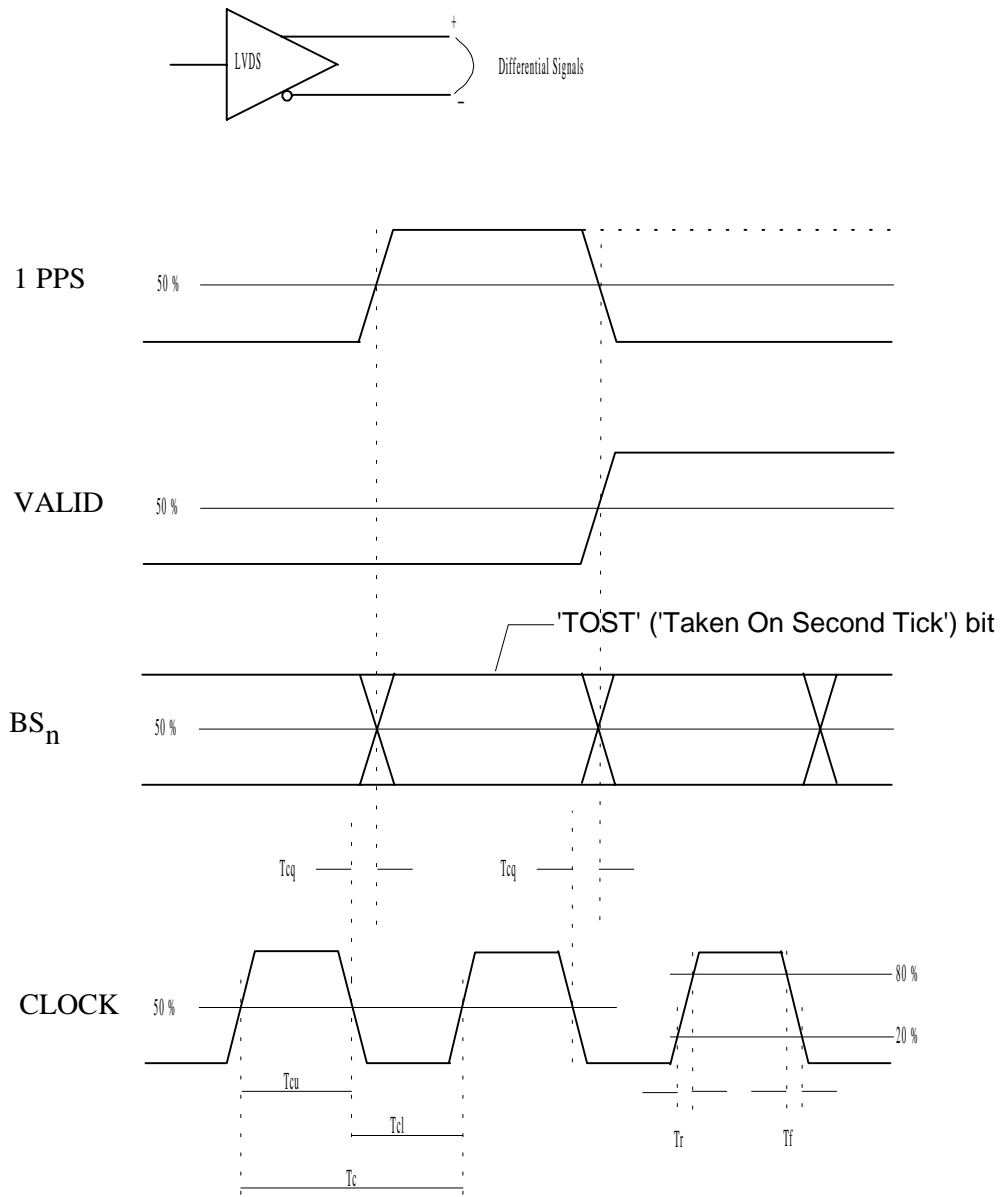 +
LVDS
Differential Signals
−
1 PPS
50 %
VALID
50 %
'TOST' ('Taken On Second Tick') bit
BSn
50 %
Tcq
Tcq
80 %
CLOCK
50 %
20 %
Tcu
Tcl
Tr
Tf
Tc